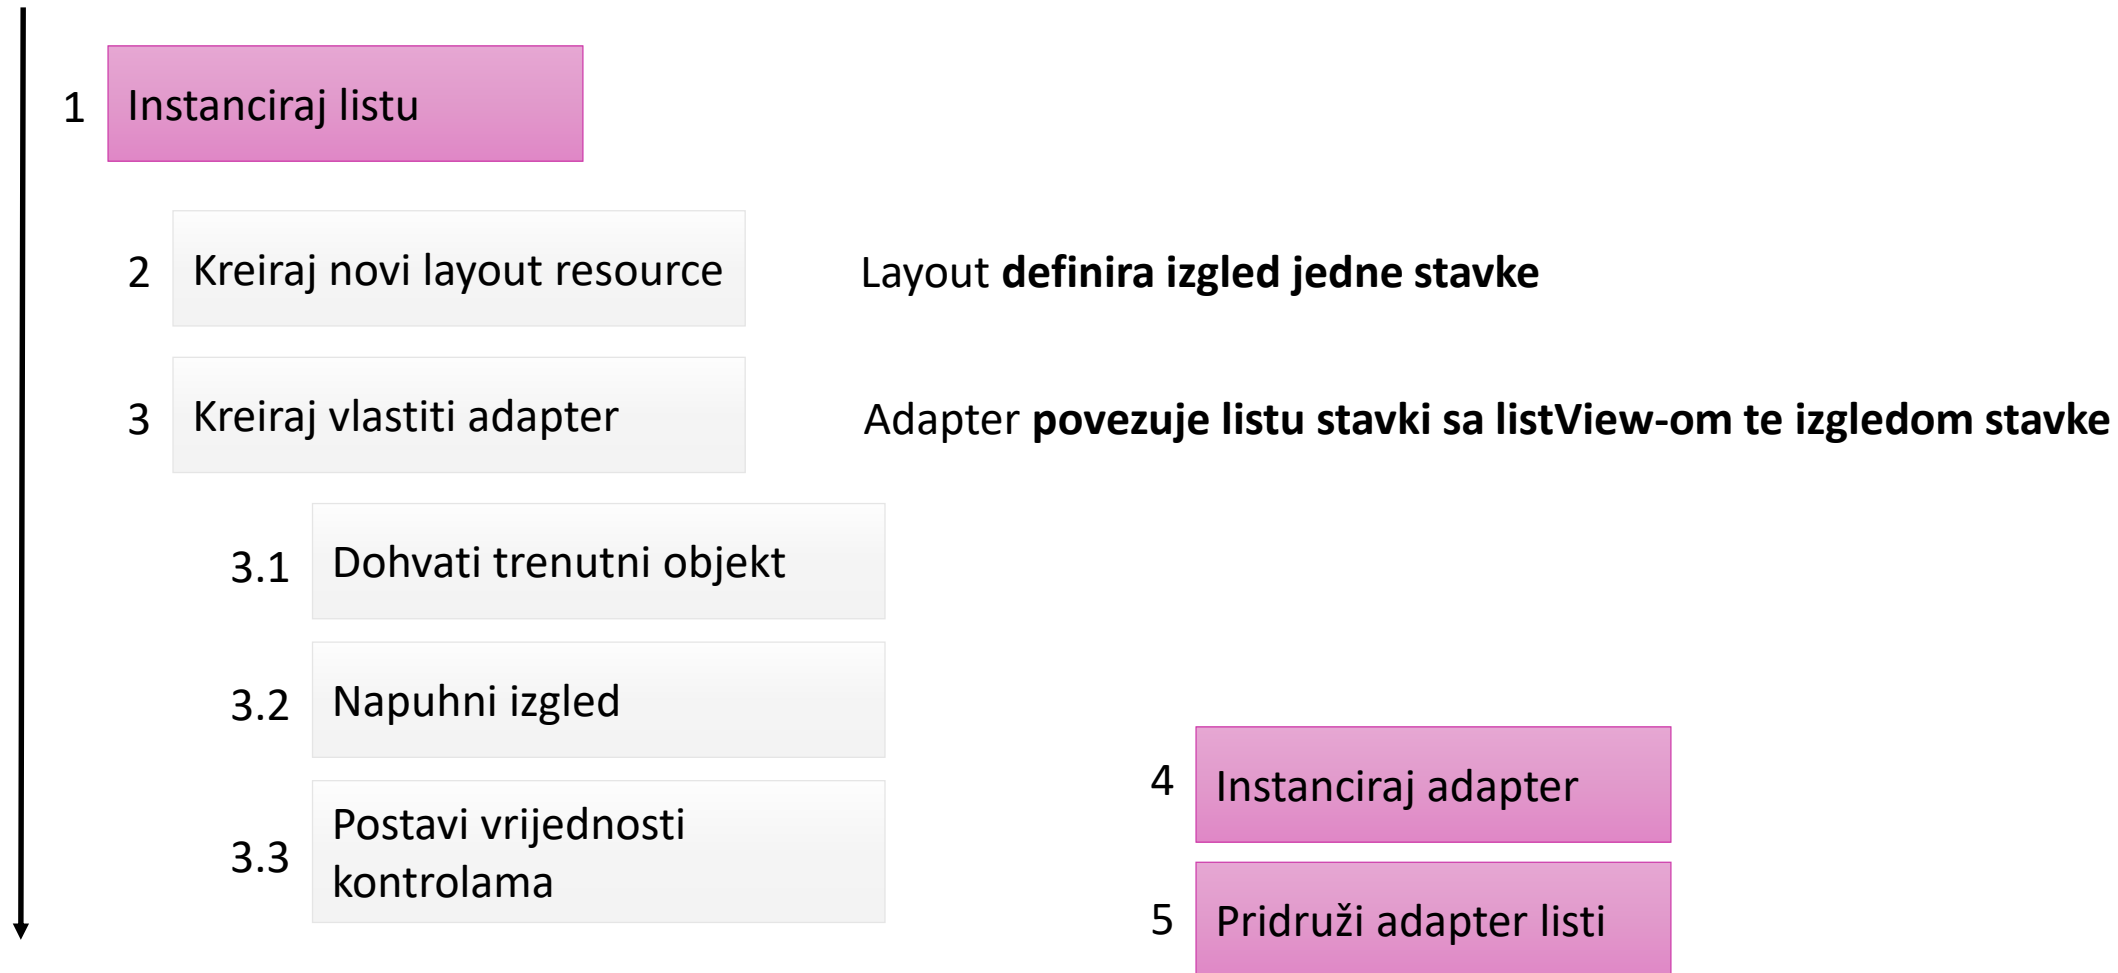 1 Instanciraj listu
2 Kreiraj novi layout resource
Layout definira izgled jedne stavke
3 Kreiraj vlastiti adapter
Adapter povezuje listu stavki sa listView-om te izgledom stavke
3.1 Dohvati trenutni objekt
3.2 Napuhni izgled
3.3 Postavi vrijednosti
kontrolama
4 Instanciraj adapter
5 Pridruži adapter listi